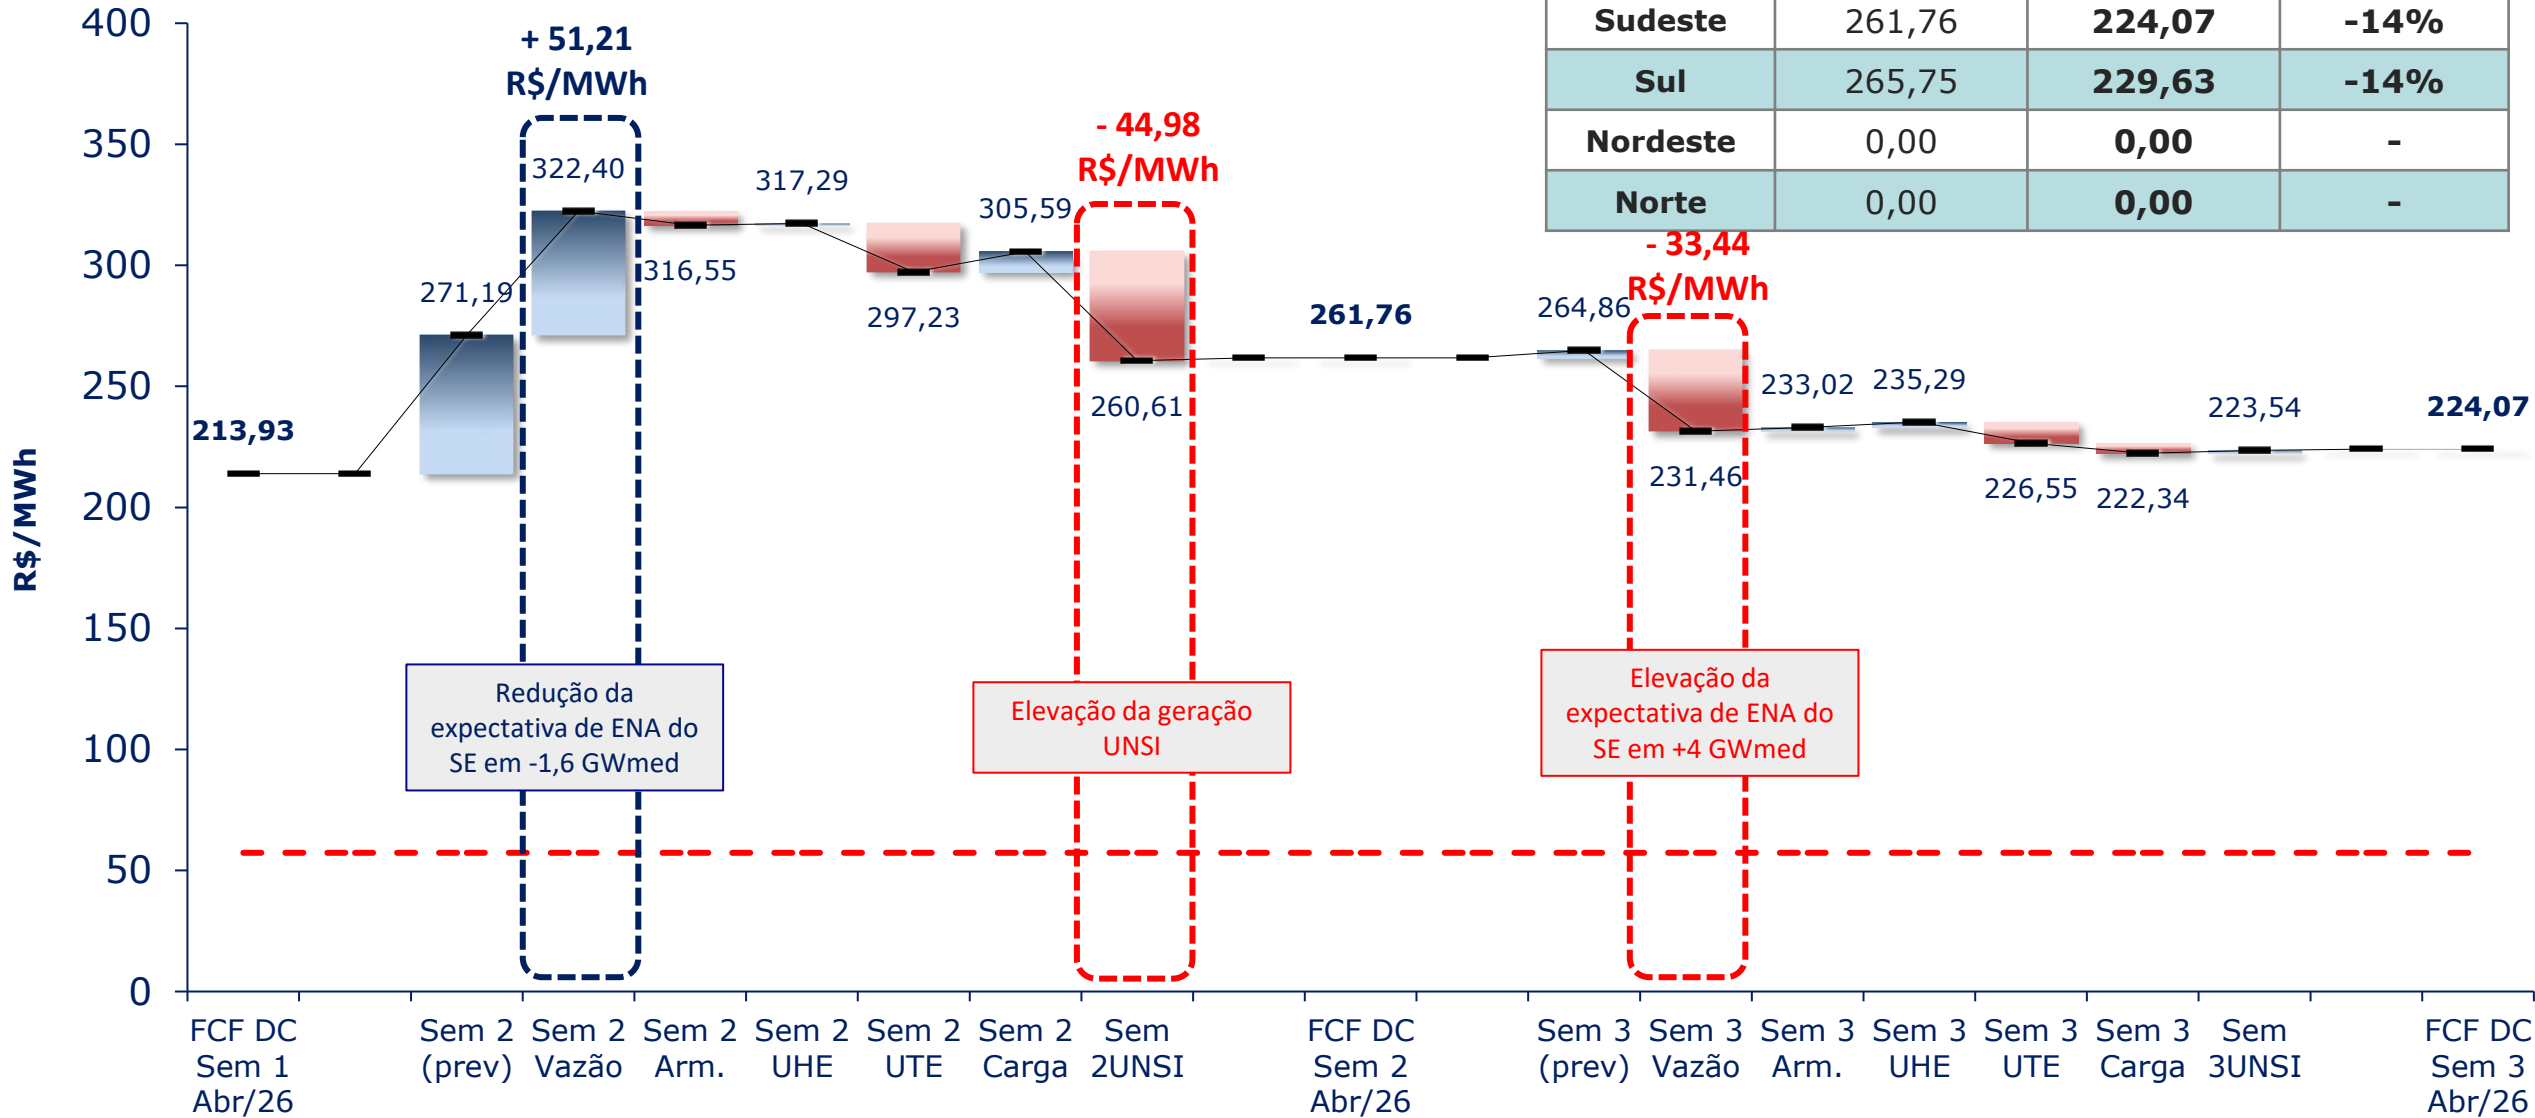 Sudeste 261,76 224,07 -14%
Sul 265,75 229,63 -14%
Nordeste 0,00 0,00 -
Norte 0,00 0,00 -
+ 51,21
R$/MWh
- 44,98
R$/MWh
- 33,44
R$/MWh
R$/MWh
400
350
300
250
200
150
100
50
0
213,93
271,19
322,40
316,55
317,29
297,23
305,59
260,61
261,76
264,86
231,46
233,02
235,29
226,55
222,34
223,54
224,07
Redução da
expectativa de ENA do
SE em -1,6 GWmed
Elevação da geração
UNSI
Elevação da
expectativa de ENA do
SE em +4 GWmed
FCF DC
Sem 1
Abr/26
Sem 2
(prev)
Sem 2
Vazão
Sem 2
Arm.
Sem 2
UHE
Sem 2
UTE
Sem 2
Carga
Sem
2UNSI
FCF DC
Sem 2
Abr/26
Sem 3
(prev)
Sem 3
Vazão
Sem 3
Arm.
Sem 3
UHE
Sem 3
UTE
Sem 3
Carga
Sem
3UNSI
FCF DC
Sem 3
Abr/26